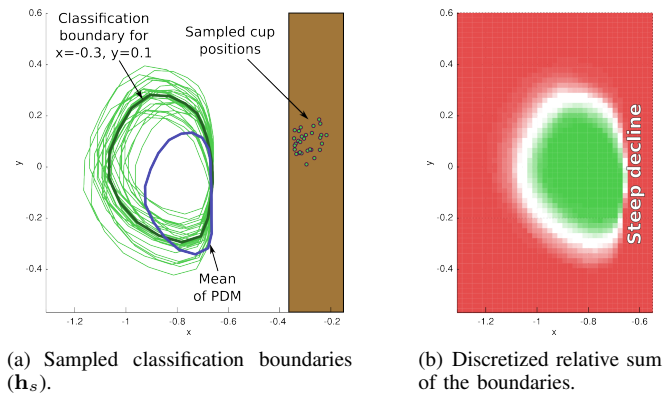 Classification
boundary for
x=-0.3, y=0.1
Sampled cup
positions
Mean
of PDM
0.6
0.4
0.2
0
-0.2
-0.4
y
-1.2
-1
-0.8
-0.6
-0.4
-0.2
x
(a) Sampled classification boundaries
(hₛ).
0.6
0.4
0.2
0
-0.2
-0.4
y
-1.2
-1
-0.8
-0.6
x
Steep decline
(b) Discretized relative sum
of the boundaries.